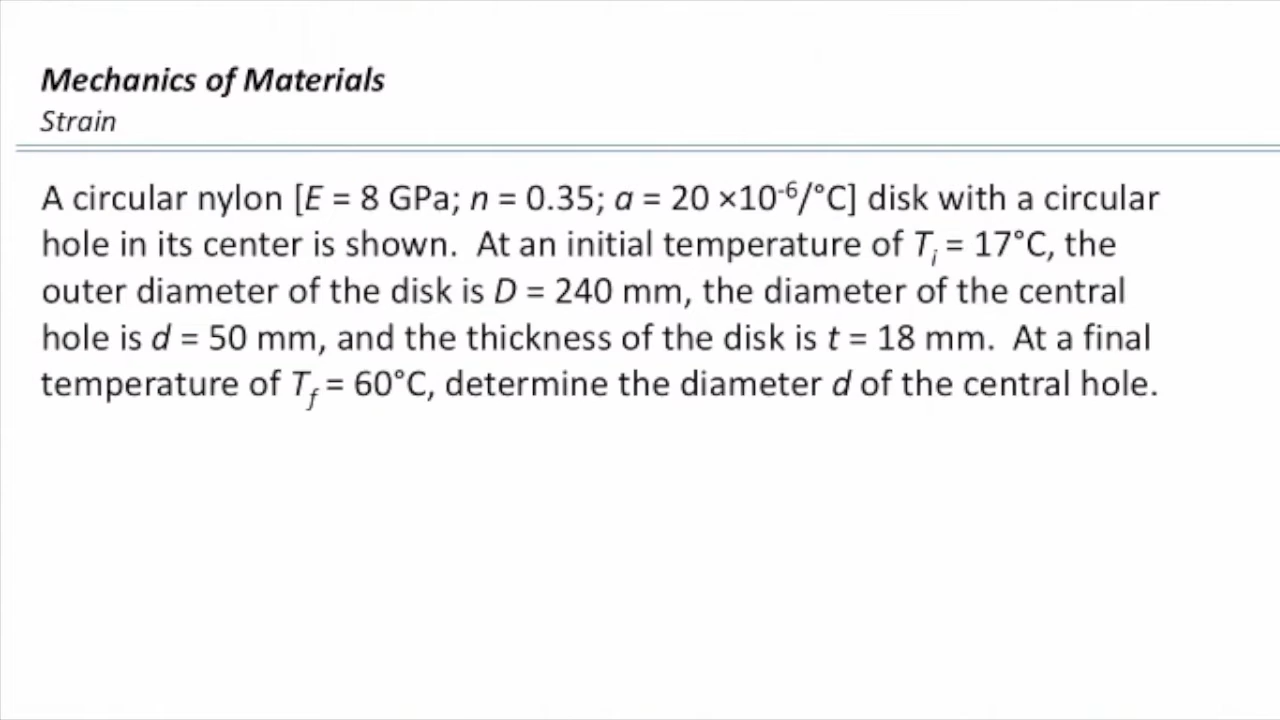 Mechanics of Materials
Strain
A circular nylon [E = 8 GPa; n = 0.35; a = 20 ×10⁻⁶/°C] disk with a circular
hole in its center is shown.  At an initial temperature of Tᵢ = 17°C, the
outer diameter of the disk is D = 240 mm, the diameter of the central
hole is d = 50 mm, and the thickness of the disk is t = 18 mm.  At a final
temperature of T_f = 60°C, determine the diameter d of the central hole.